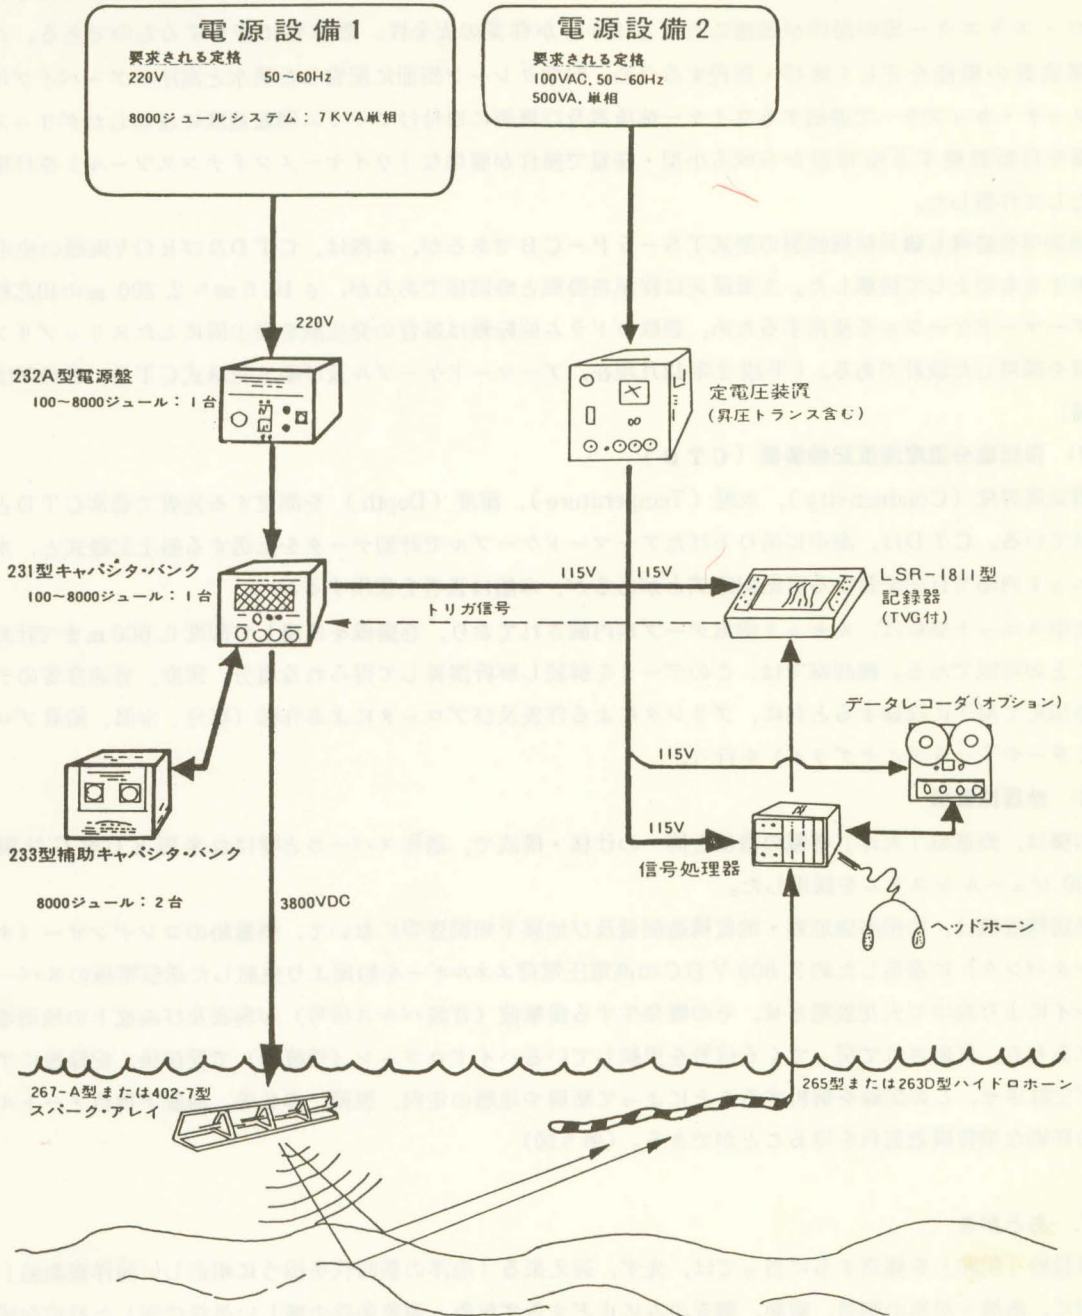 電源設備1
要求される定格
220V 50~60Hz
8000ジュールシステム：7KVA単相
電源設備2
要求される定格
100VAC, 50~60Hz
500VA, 単相
220V
232A型電源盤
100~8000ジュール：1台
定電圧装置
(昇圧トランス含む)
231型キャパシタ・バンク
100~8000ジュール：1台
トリガ信号
115V
115V
LSR-1811型
記録器
(TVG付)
データレコーダ(オプション)
115V
115V
信号処理器
ヘッドホーン
233型補助キャパシタ・バンク
8000ジュール：2台
3800VDC
267-A型または402-7型
スパーク・アレイ
265型または263D型ハイドロホーン